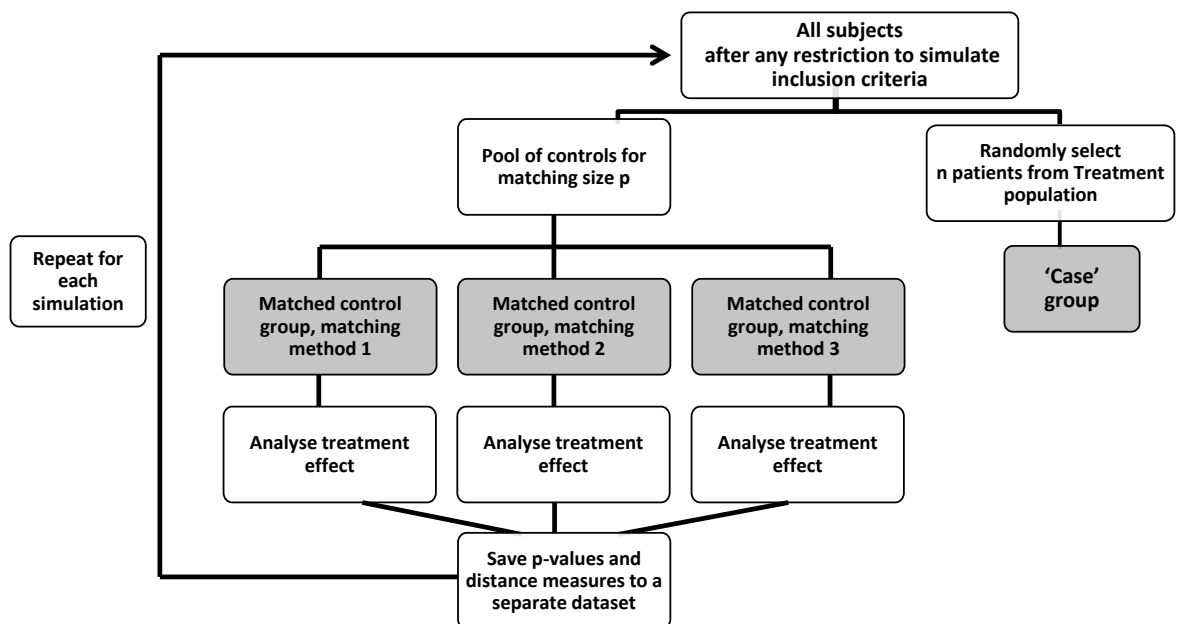 All subjects
after any restriction to simulate
inclusion criteria
Pool of controls for
matching size p
Randomly select
n patients from Treatment
population
Repeat for
each
simulation
Matched control
group, matching
method 1
Matched control
group, matching
method 2
Matched control
group, matching
method 3
‘Case’
group
Analyse treatment
effect
Analyse treatment
effect
Analyse treatment
effect
Save p-values and
distance measures to a
separate dataset